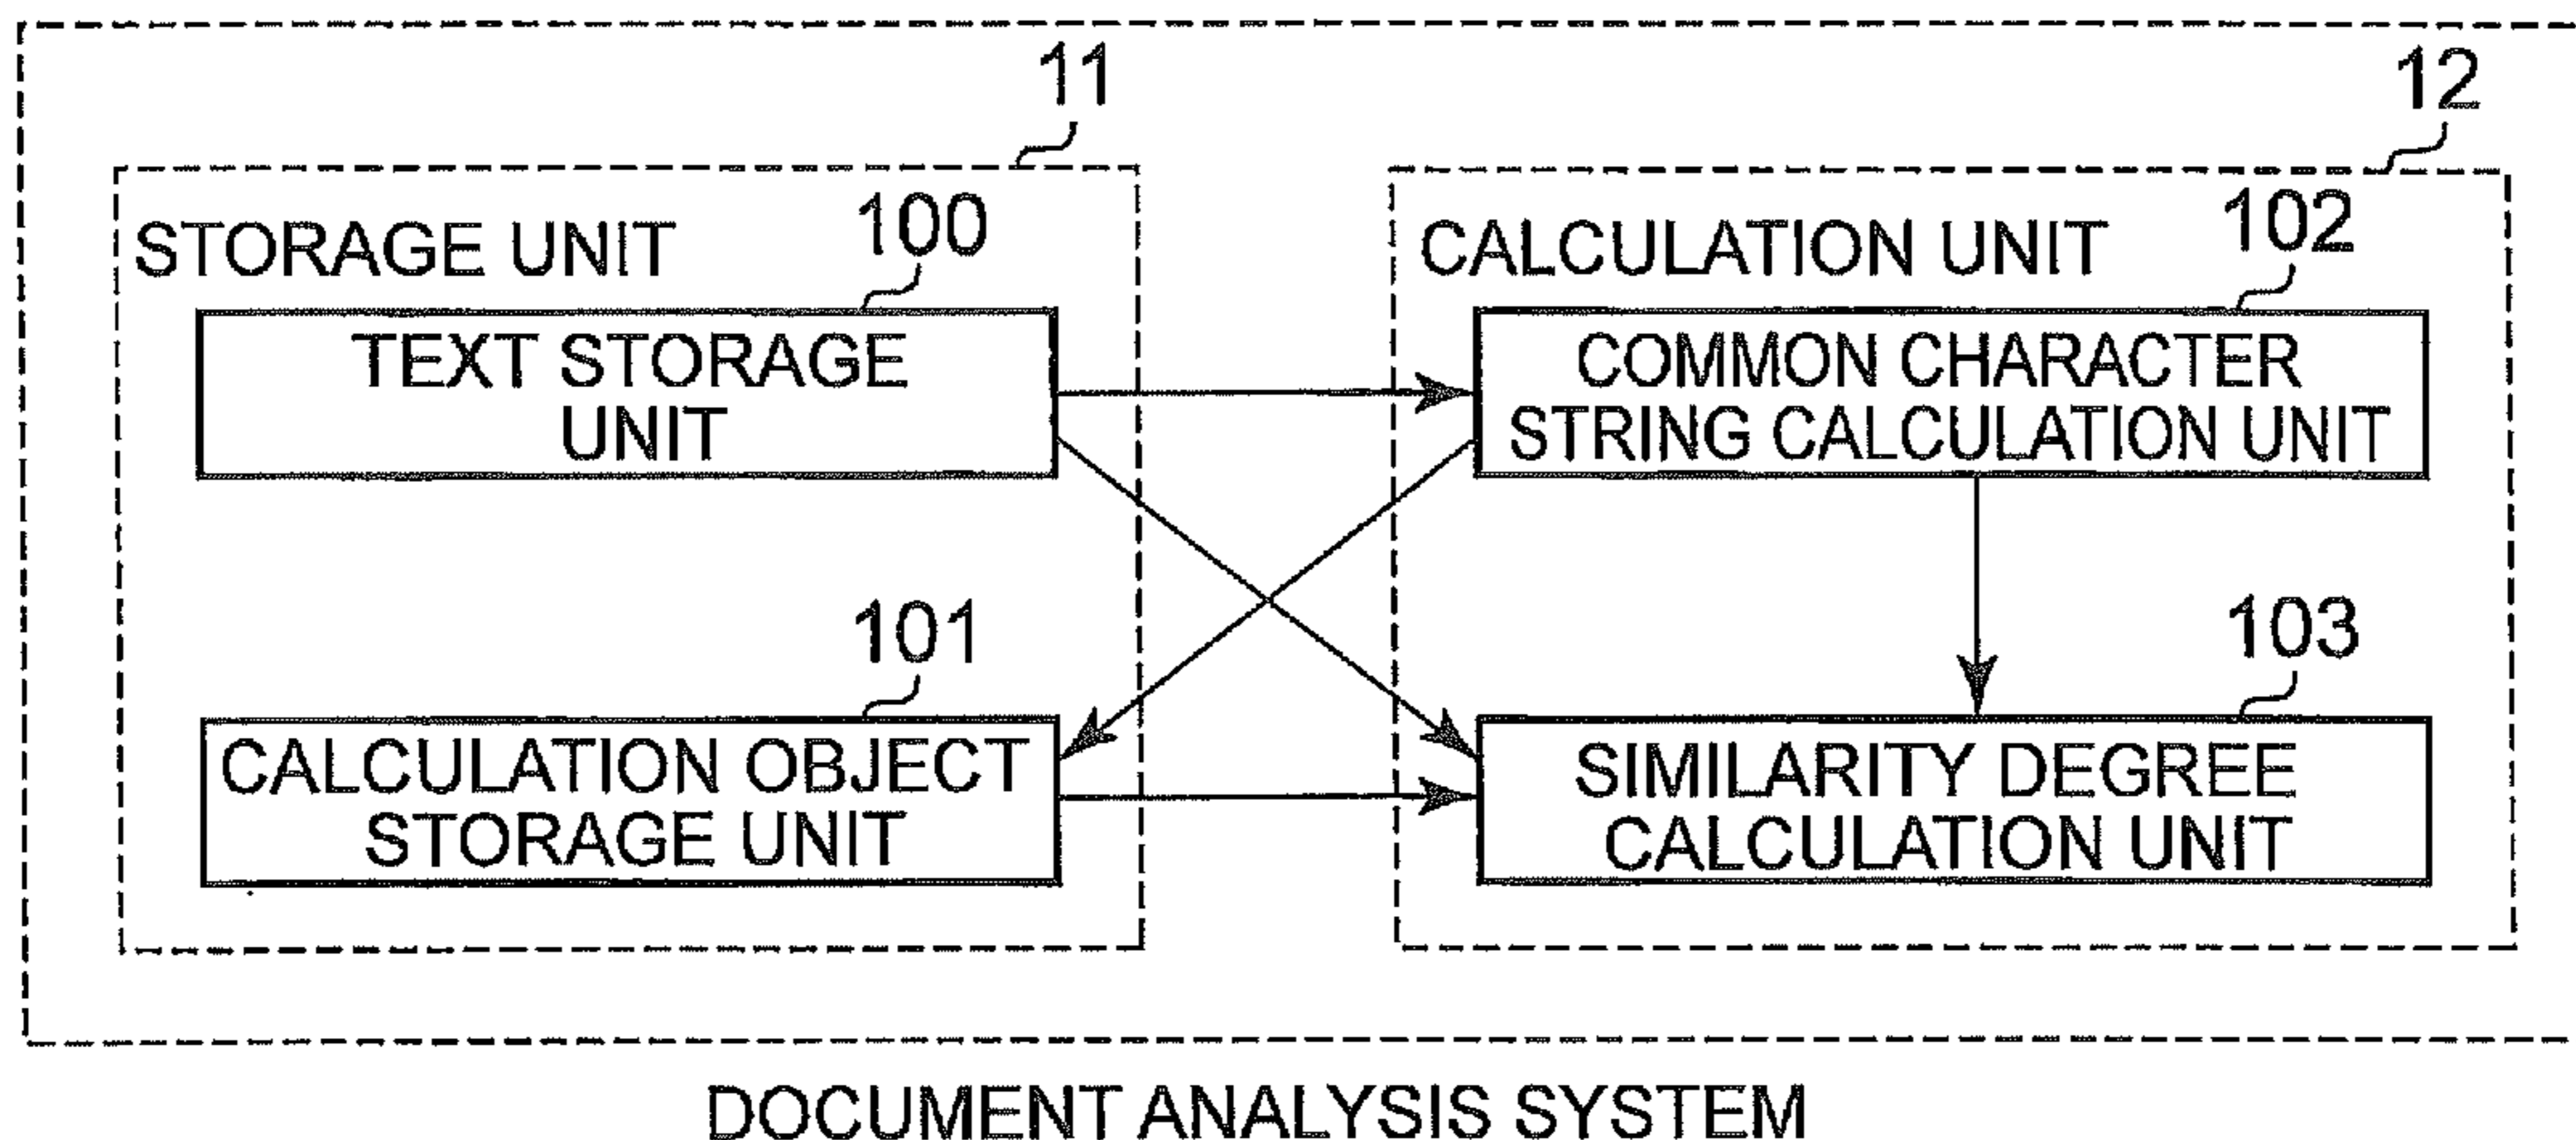 11
12
STORAGE UNIT
100
TEXT STORAGE
UNIT
101
CALCULATION OBJECT
STORAGE UNIT
CALCULATION UNIT
102
COMMON CHARACTER
STRING CALCULATION UNIT
103
SIMILARITY DEGREE
CALCULATION UNIT
DOCUMENT ANALYSIS SYSTEM